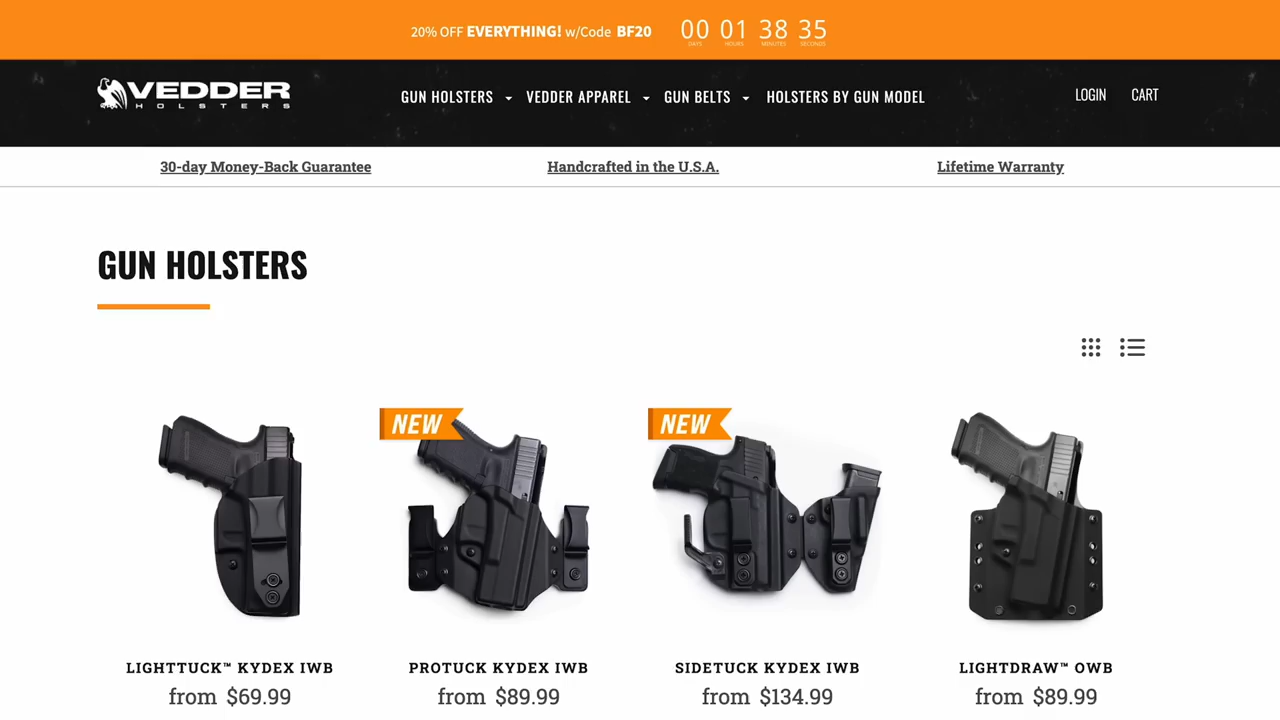 20% OFF EVERYTHING! w/Code BF20
00 01 38 35
DAYS HOURS MINUTES SECONDS
VEDDER
HOLSTERS
GUN HOLSTERS VEDDER APPAREL GUN BELTS HOLSTERS BY GUN MODEL
LOGIN CART
30-day Money-Back Guarantee Handcrafted in the U.S.A. Lifetime Warranty
GUN HOLSTERS
NEW NEW
LIGHTTUCK™ KYDEX IWB PROTUCK KYDEX IWB SIDETUCK KYDEX IWB LIGHTDRAW™ OWB
from $69.99 from $89.99 from $134.99 from $89.99